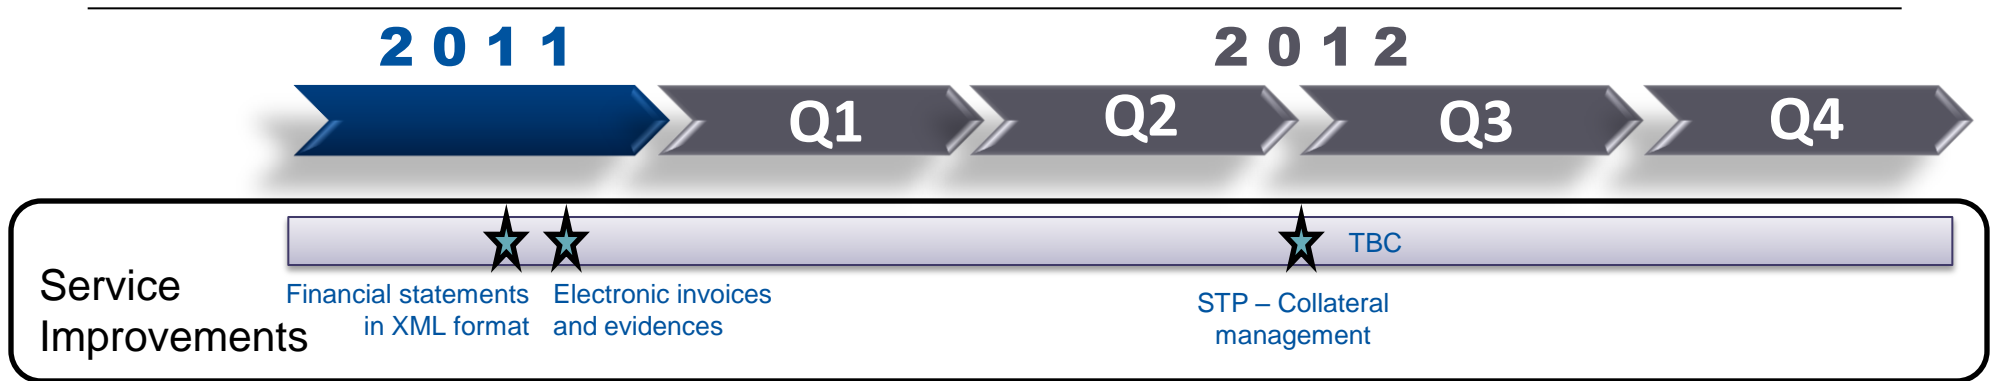 2011
2012
Q1
Q2
Q3
Q4
TBC
Service
Improvements
Financial statements
in XML format
Electronic invoices
and evidences
STP – Collateral
management